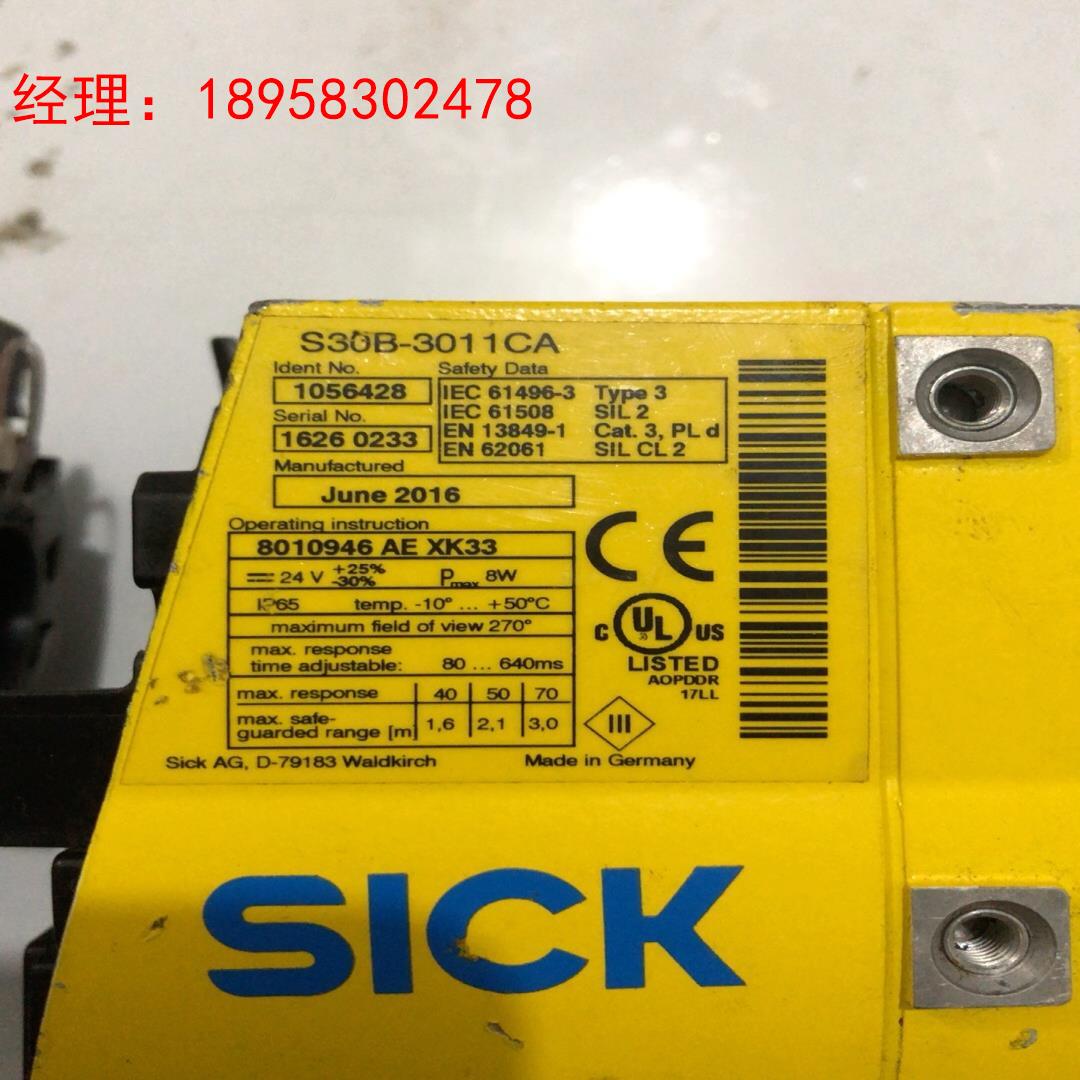 经理：18958302478
S30B-3011CA
Ident No.
1056428
Safety Data
IEC 61496-3 Type 3
IEC 61508 SIL 2
EN 13849-1 Cat. 3, PL d
EN 62061 SIL CL 2
Serial No.
1626 0233
Manufactured
June 2016
Operating instruction
8010946 AE XK33
24 V +25% -30% Pmax 8W
IP65 temp. -10° ... +50°C
maximum field of view 270°
max. response
time adjustable: 80 ... 640ms
max. response 40 50 70
max. safe-
guarded range [m] 1,6 2,1 3,0
CE
C UL US
LISTED
AOPDDR
17LL
III
Sick AG, D-79183 Waldkirch Made in Germany
SICK